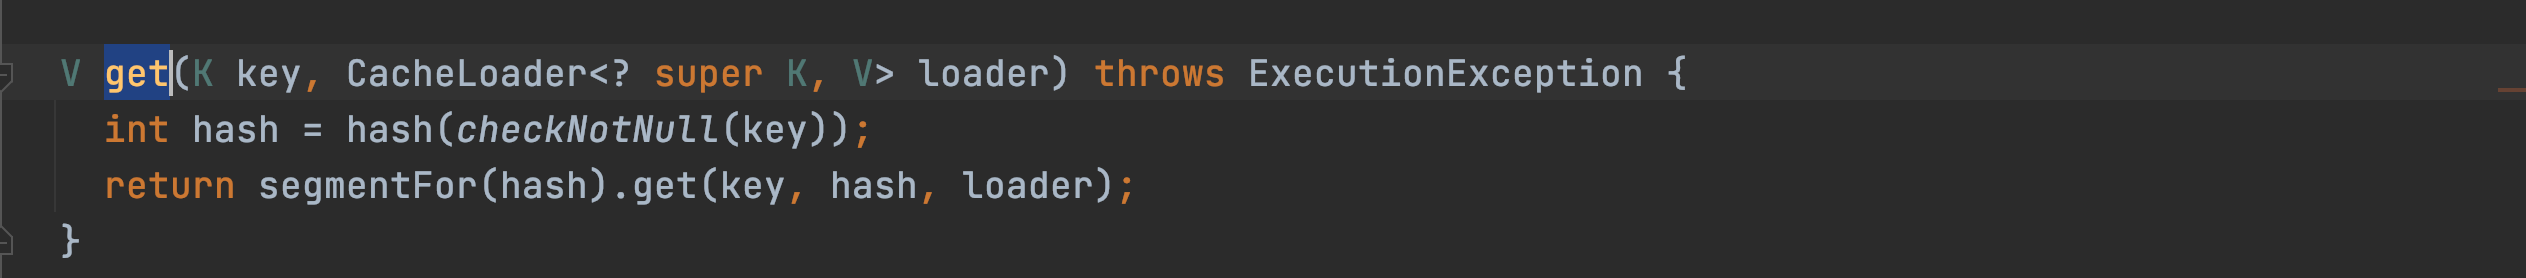 V get(K key, CacheLoader<? super K, V> loader) throws ExecutionException {
int hash = hash(checkNotNull(key));
return segmentFor(hash).get(key, hash, loader);
}